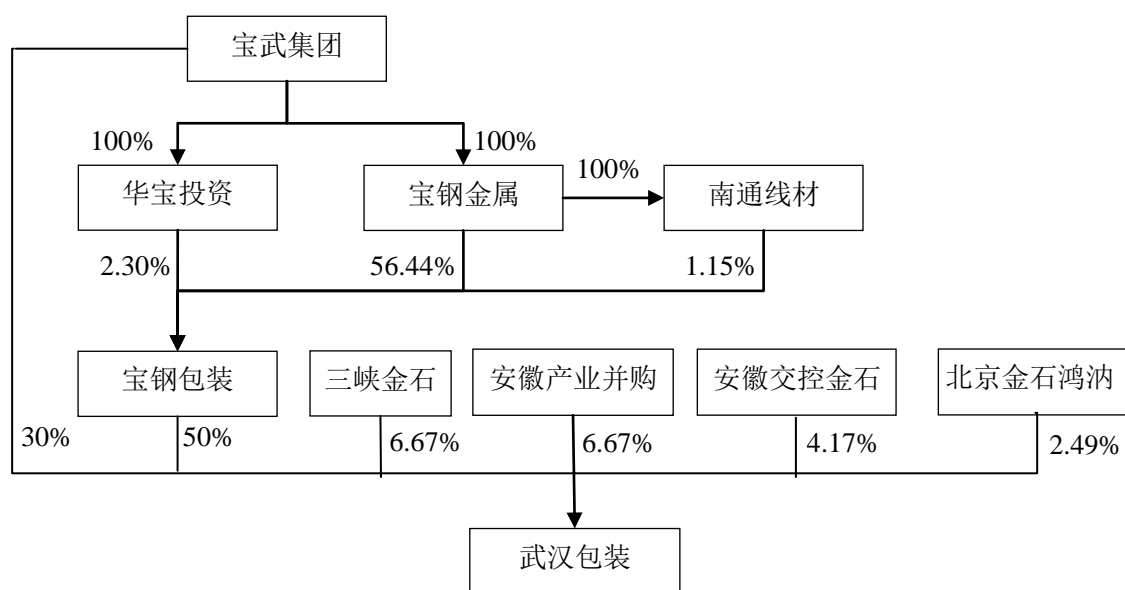 宝武集团
100%
100%
100%
华宝投资
宝钢金属
南通线材
2.30%
56.44%
1.15%
宝钢包装
三峡金石
安徽产业并购
安徽交控金石
北京金石鸿汭
30%
50%
6.67%
6.67%
4.17%
2.49%
武汉包装